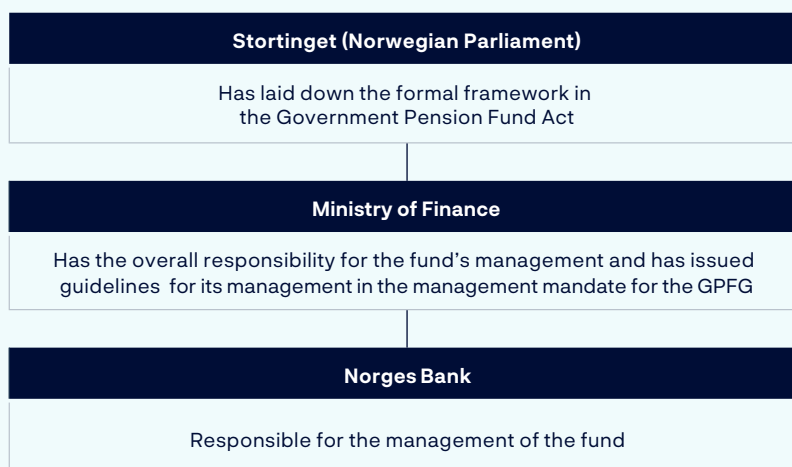 Stortinget (Norwegian Parliament)
Has laid down the formal framework in
the Government Pension Fund Act
Ministry of Finance
Has the overall responsibility for the fund’s management and has issued
guidelines for its management in the management mandate for the GPFG
Norges Bank
Responsible for the management of the fund